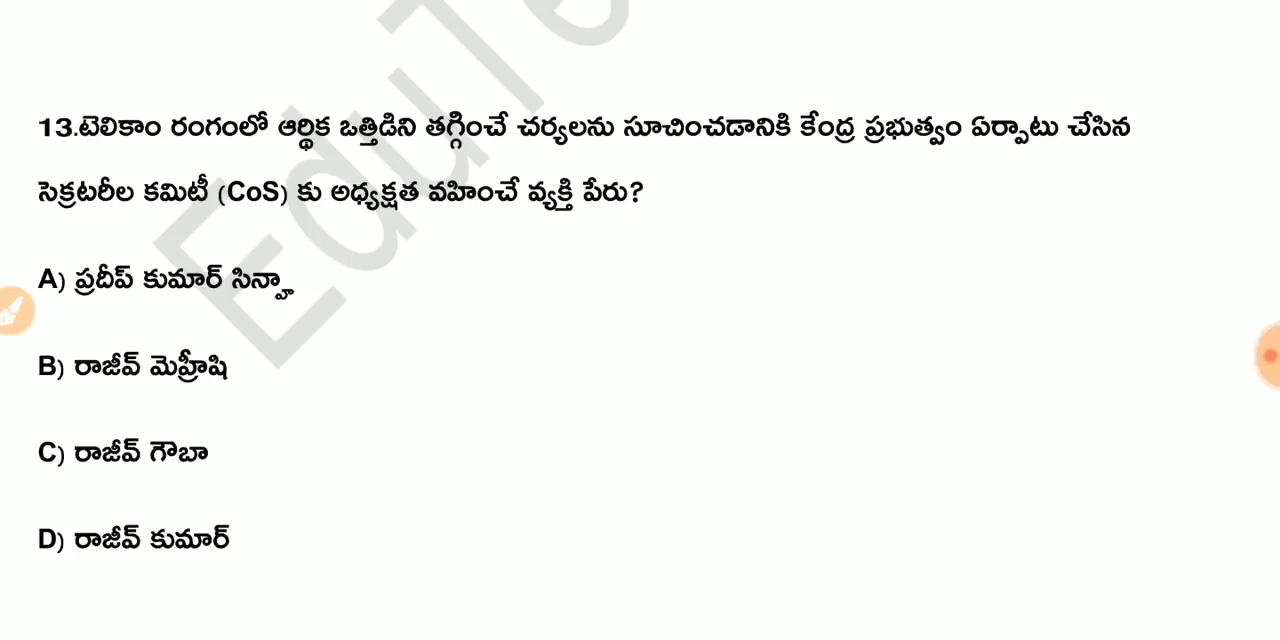 13.టెలికాం రంగంలో ఆర్థిక ఒత్తిడిని తగ్గించే చర్యలను సూచించడానికి కేంద్ర ప్రభుత్వం ఏర్పాటు చేసిన
సెక్రటరీల కమిటీ (CoS) కు అధ్యక్షత వహించే వ్యక్తి పేరు?
A) ప్రదీప్ కుమార్ సిన్హా
B) రాజీవ్ మెహ్రీషి
C) రాజీవ్ గౌబా
D) రాజీవ్ కుమార్